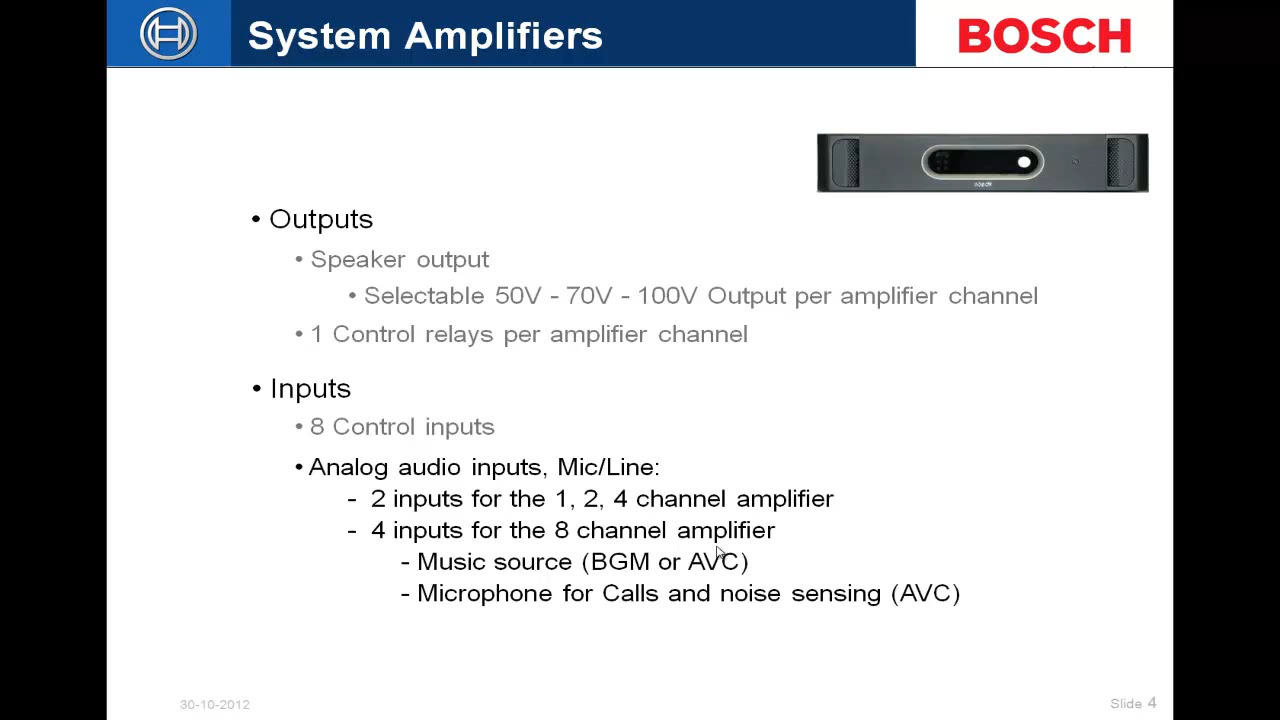 System Amplifiers
BOSCH
• Outputs
• Speaker output
• Selectable 50V - 70V - 100V Output per amplifier channel
• 1 Control relays per amplifier channel
• Inputs
• 8 Control inputs
• Analog audio inputs, Mic/Line:
- 2 inputs for the 1, 2, 4 channel amplifier
- 4 inputs for the 8 channel amplifier
- Music source (BGM or AVC)
- Microphone for Calls and noise sensing (AVC)
30-10-2012
Slide 4